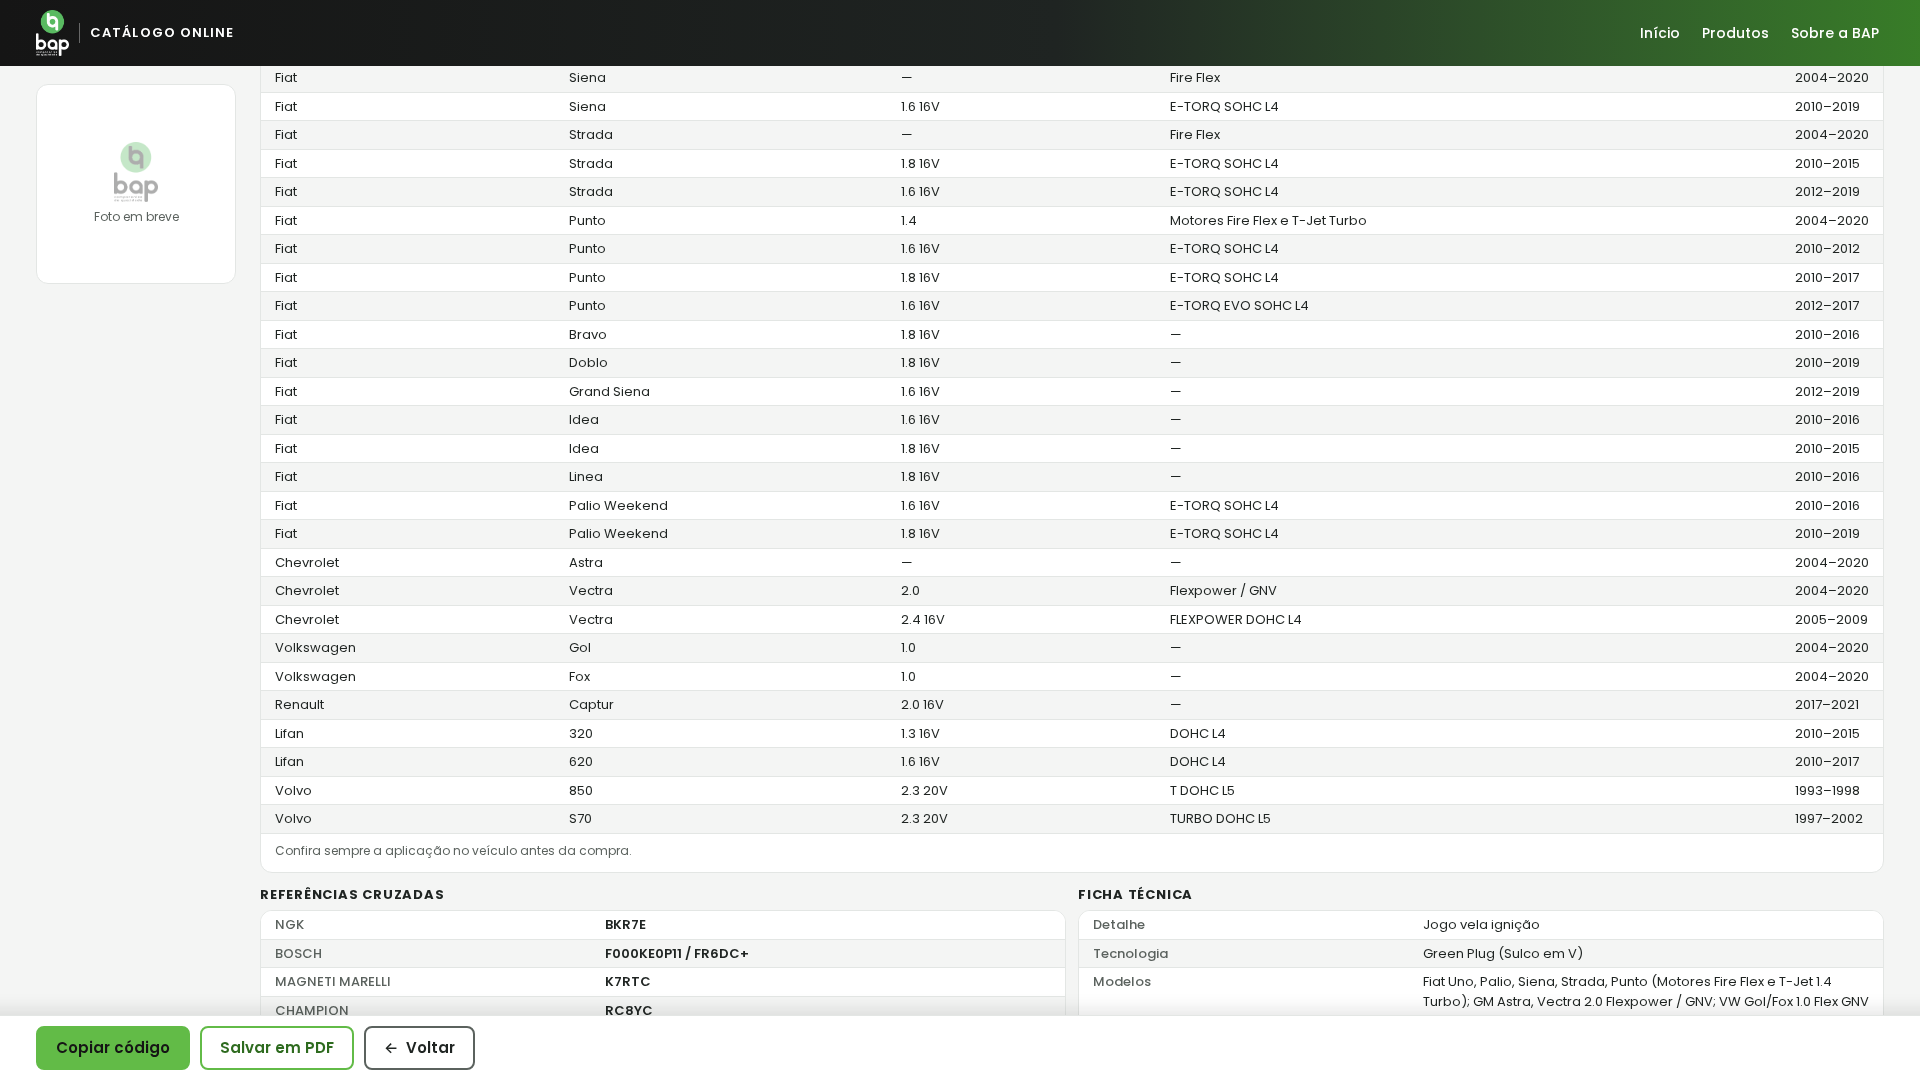 bap
CATÁLOGO ONLINE
Início
Produtos
Sobre a BAP
bap
Foto em breve
Fiat Siena — Fire Flex 2004–2020
Fiat Siena 1.6 16V E-TORQ SOHC L4 2010–2019
Fiat Strada — Fire Flex 2004–2020
Fiat Strada 1.8 16V E-TORQ SOHC L4 2010–2015
Fiat Strada 1.6 16V E-TORQ SOHC L4 2012–2019
Fiat Punto 1.4 Motores Fire Flex e T-Jet Turbo 2004–2020
Fiat Punto 1.6 16V E-TORQ SOHC L4 2010–2012
Fiat Punto 1.8 16V E-TORQ SOHC L4 2010–2017
Fiat Punto 1.6 16V E-TORQ EVO SOHC L4 2012–2017
Fiat Bravo 1.8 16V — 2010–2016
Fiat Doblo 1.8 16V — 2010–2019
Fiat Grand Siena 1.6 16V — 2012–2019
Fiat Idea 1.6 16V — 2010–2016
Fiat Idea 1.8 16V — 2010–2015
Fiat Linea 1.8 16V — 2010–2016
Fiat Palio Weekend 1.6 16V E-TORQ SOHC L4 2010–2016
Fiat Palio Weekend 1.8 16V E-TORQ SOHC L4 2010–2019
Chevrolet Astra — — 2004–2020
Chevrolet Vectra 2.0 Flexpower / GNV 2004–2020
Chevrolet Vectra 2.4 16V FLEXPOWER DOHC L4 2005–2009
Volkswagen Gol 1.0 — 2004–2020
Volkswagen Fox 1.0 — 2004–2020
Renault Captur 2.0 16V — 2017–2021
Lifan 320 1.3 16V DOHC L4 2010–2015
Lifan 620 1.6 16V DOHC L4 2010–2017
Volvo 850 2.3 20V T DOHC L5 1993–1998
Volvo S70 2.3 20V TURBO DOHC L5 1997–2002
Confira sempre a aplicação no veículo antes da compra.
REFERÊNCIAS CRUZADAS
NGK BKR7E
BOSCH F000KE0P11 / FR6DC+
MAGNETI MARELLI K7RTC
CHAMPION RC8YC
FICHA TÉCNICA
Detalhe Jogo vela ignição
Tecnologia Green Plug (Sulco em V)
Modelos Fiat Uno, Palio, Siena, Strada, Punto (Motores Fire Flex e T-Jet 1.4
Turbo); GM Astra, Vectra 2.0 Flexpower / GNV; VW Gol/Fox 1.0 Flex GNV
Copiar código
Salvar em PDF
← Voltar